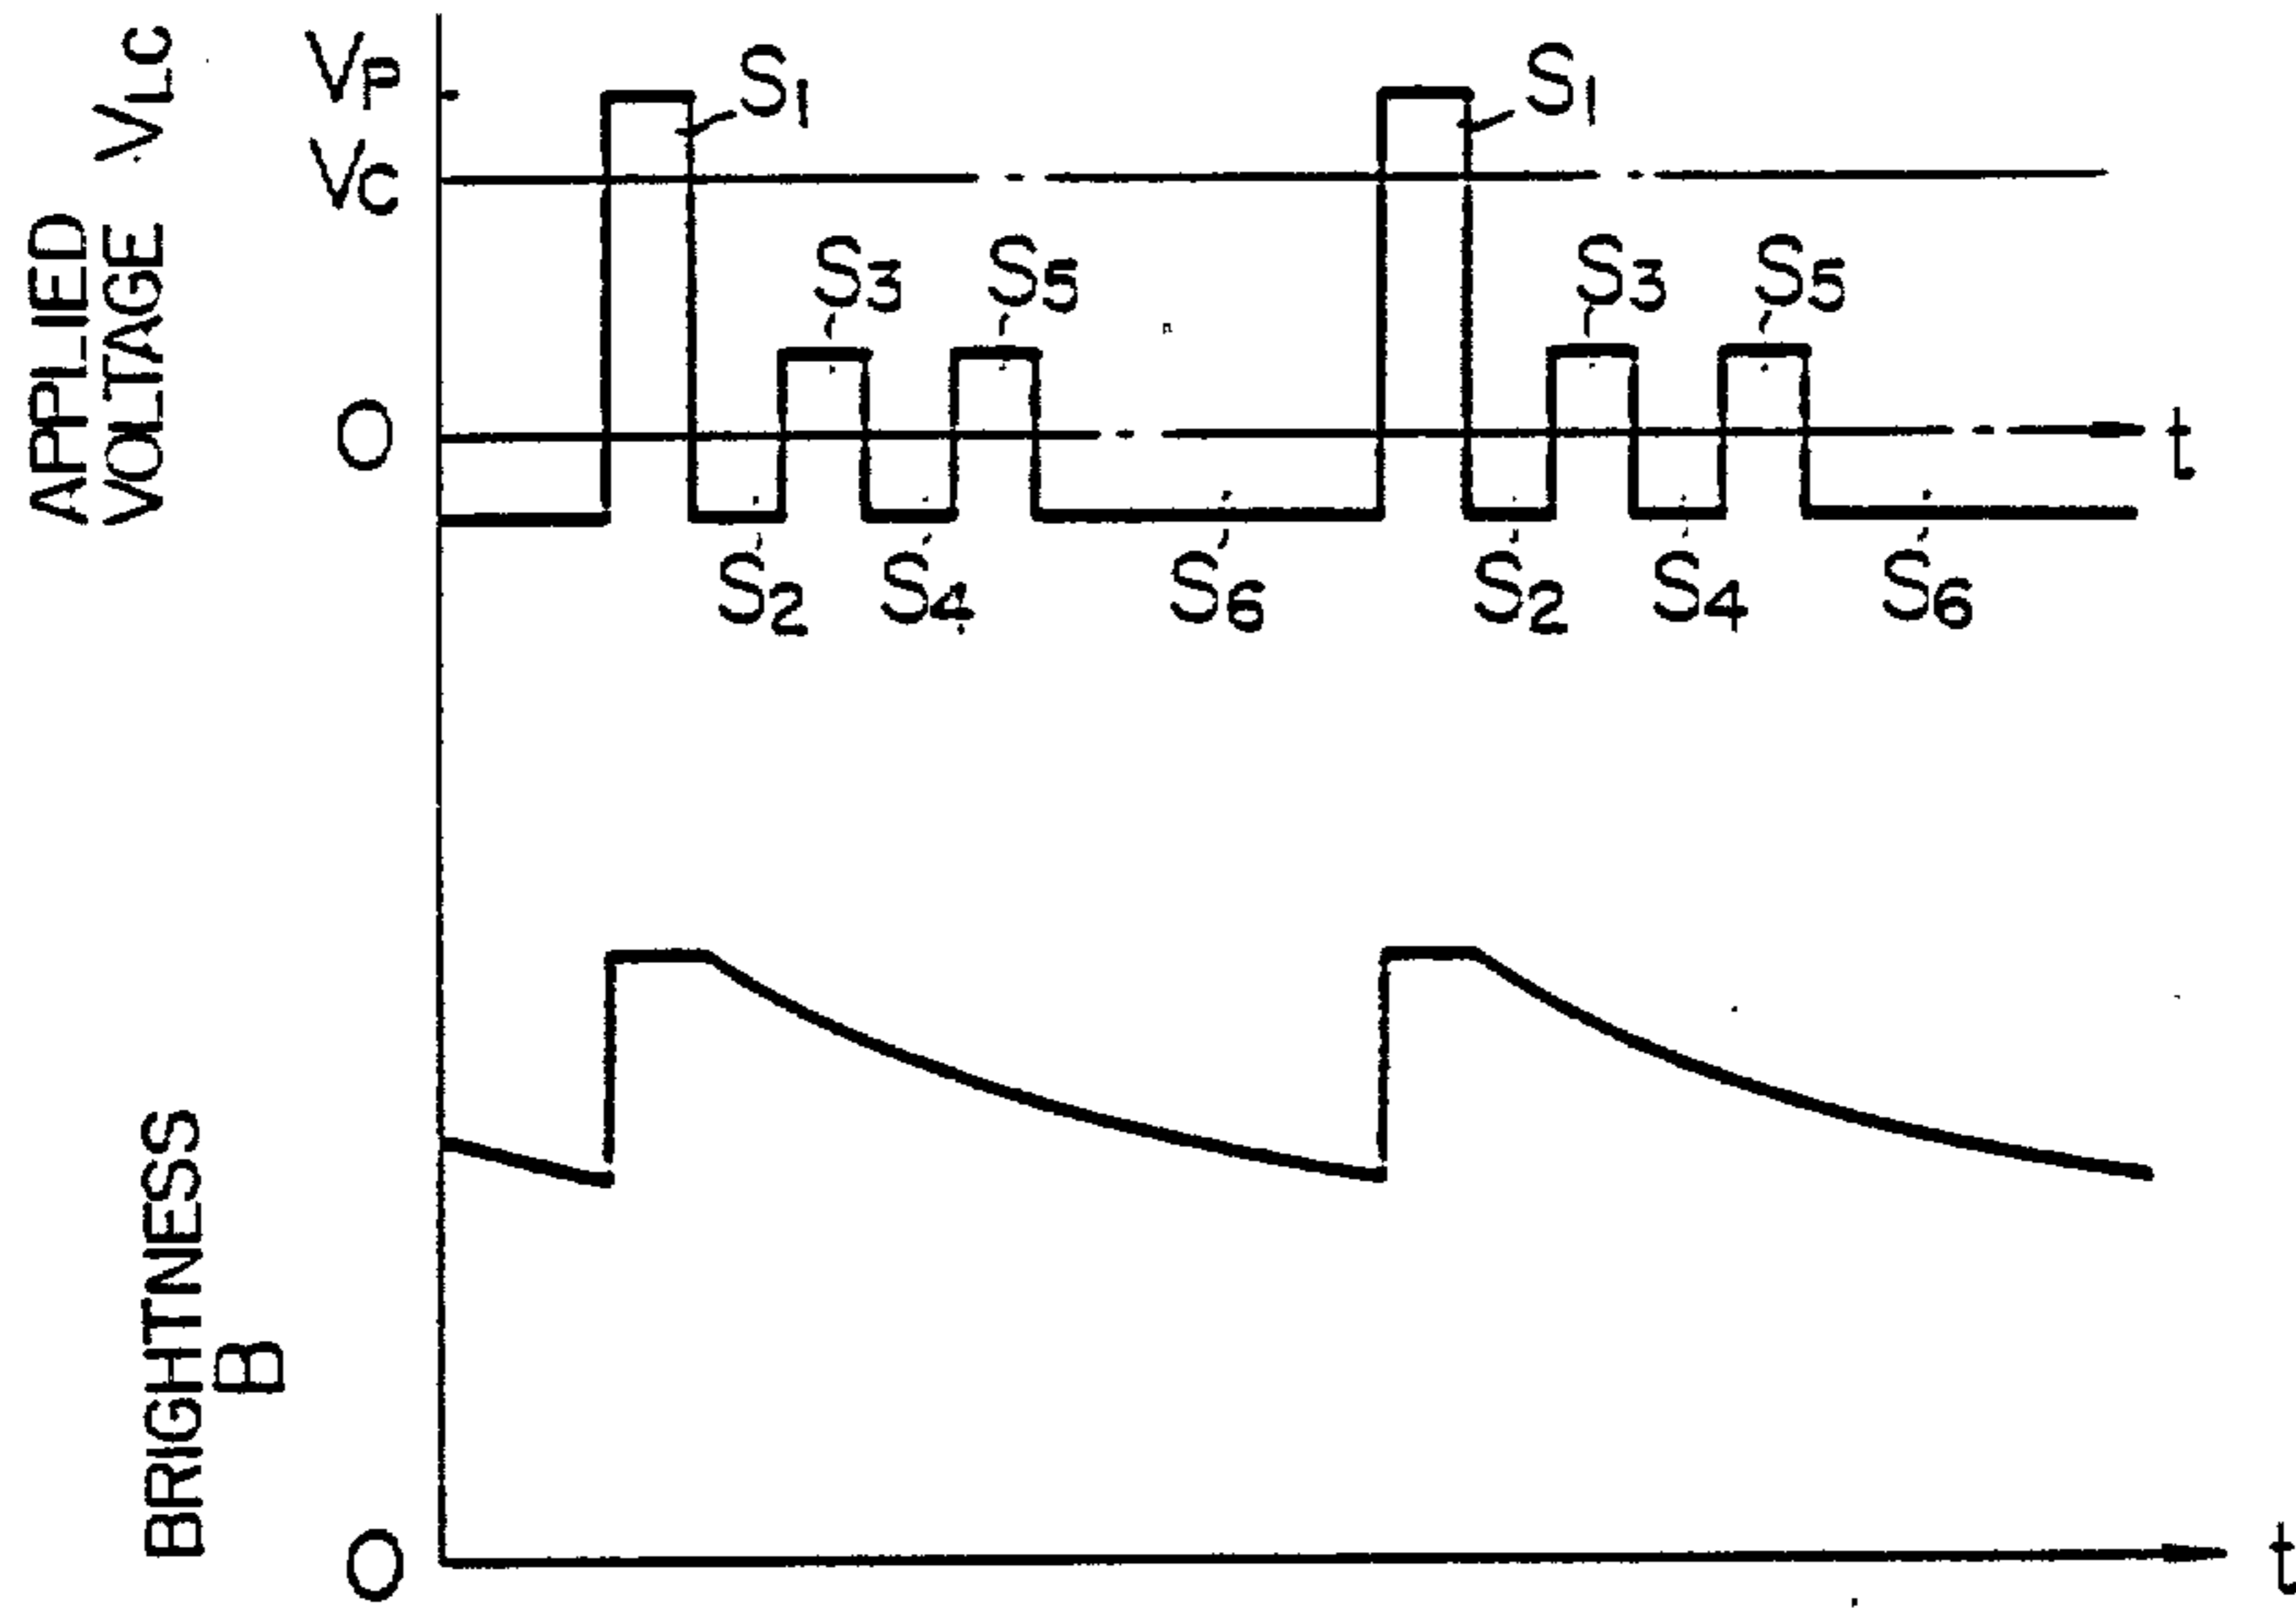 APPLIED
VOLTAGE VLC
VP
VC
O
S1
S1
S3
S5
S3
S5
t
S2
S4
S6
S2
S4
S6
BRIGHTNESS
B
O
t